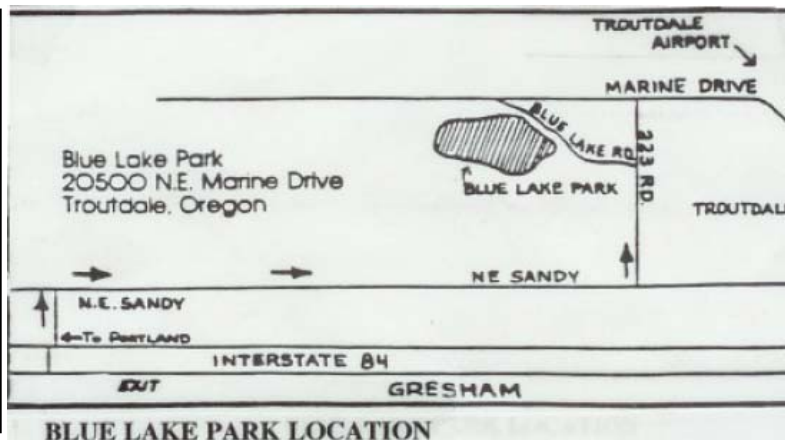 TROUTDALE
AIRPORT
MARINE DRIVE
BLUE LAKE RD.
223 RD.
Blue Lake Park
20500 N.E. Marine Drive
Troutdale, Oregon
BLUE LAKE PARK
TROUTDAL
NE SANDY
N.E. SANDY
TO PORTLAND
INTERSTATE 84
EXIT
GRESHAM
BLUE LAKE PARK LOCATION